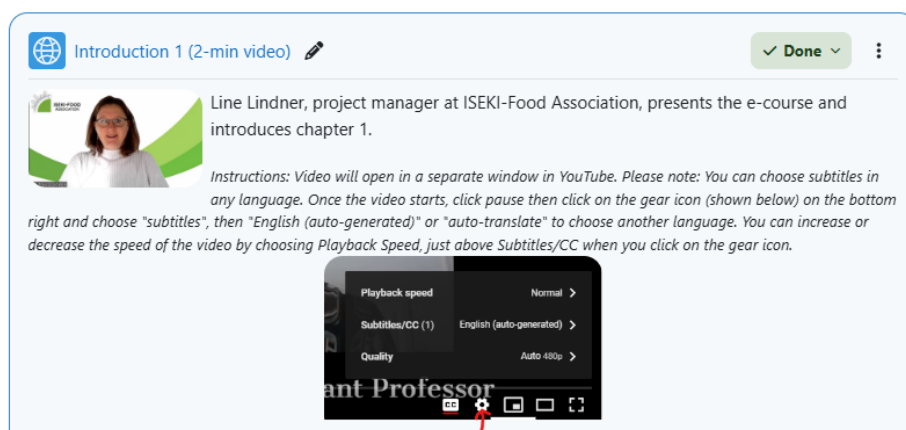 Introduction 1 (2-min video)
Done
ISEKI-FOOD
ASSOCIATION
Line Lindner, project manager at ISEKI-Food Association, presents the e-course and
introduces chapter 1.
Instructions: Video will open in a separate window in YouTube. Please note: You can choose subtitles in
any language. Once the video starts, click pause then click on the gear icon (shown below) on the bottom
right and choose "subtitles", then "English (auto-generated)" or "auto-translate" to choose another language. You can increase or
decrease the speed of the video by choosing Playback Speed, just above Subtitles/CC when you click on the gear icon.
Playback speed Normal
Subtitles/CC (1) English (auto-generated)
Quality Auto 480p
ant Professor
CC